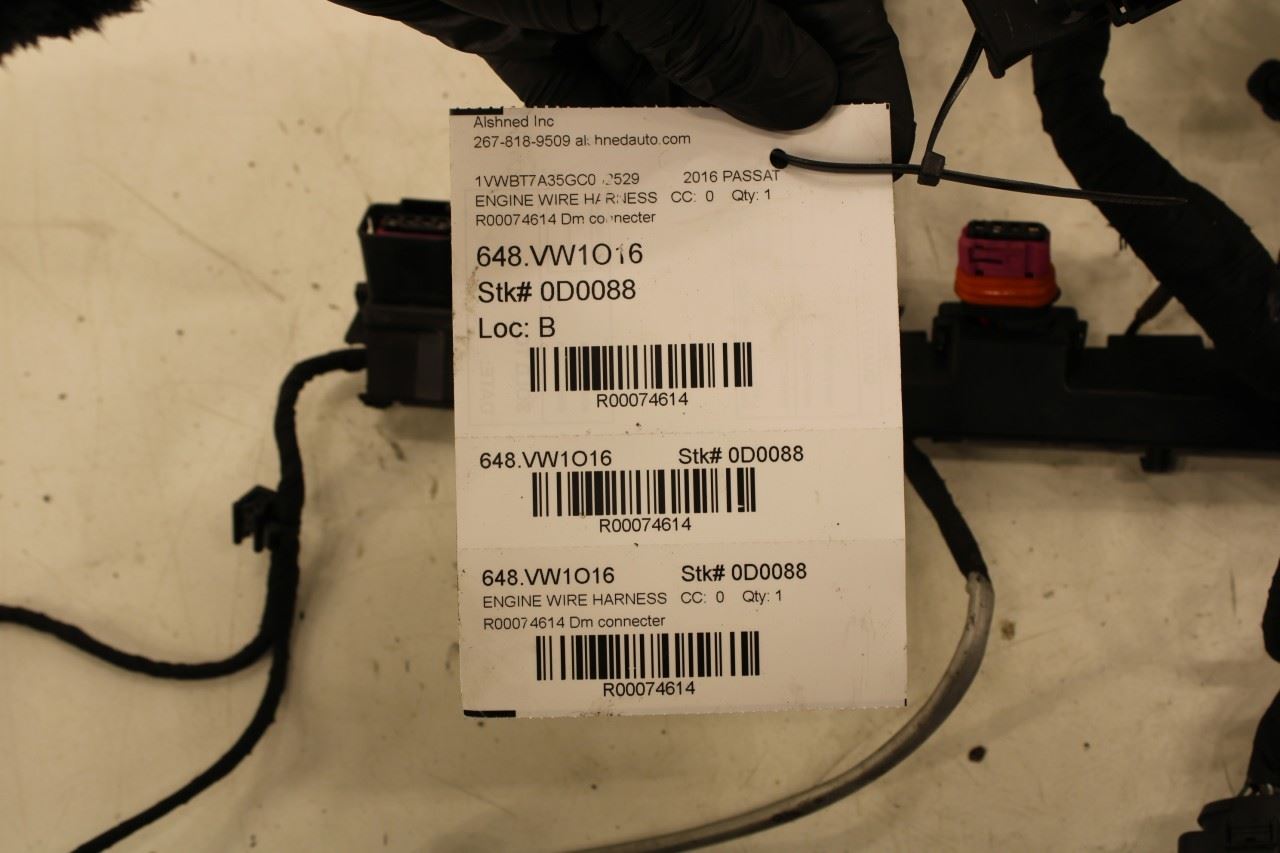 Alshned Inc
267-818-9509 alshnedauto.com
2016 PASSAT
ENGINE WIRE HARNESS CC: 0 Qty: 1
R00074614 Dm connecter
648.VW1O16
Stk# 0D0088
Loc: B
R00074614
648.VW1O16 Stk# 0D0088
R00074614
648.VW1O16 Stk# 0D0088
ENGINE WIRE HARNESS CC: 0 Qty: 1
R00074614 Dm connecter
R00074614